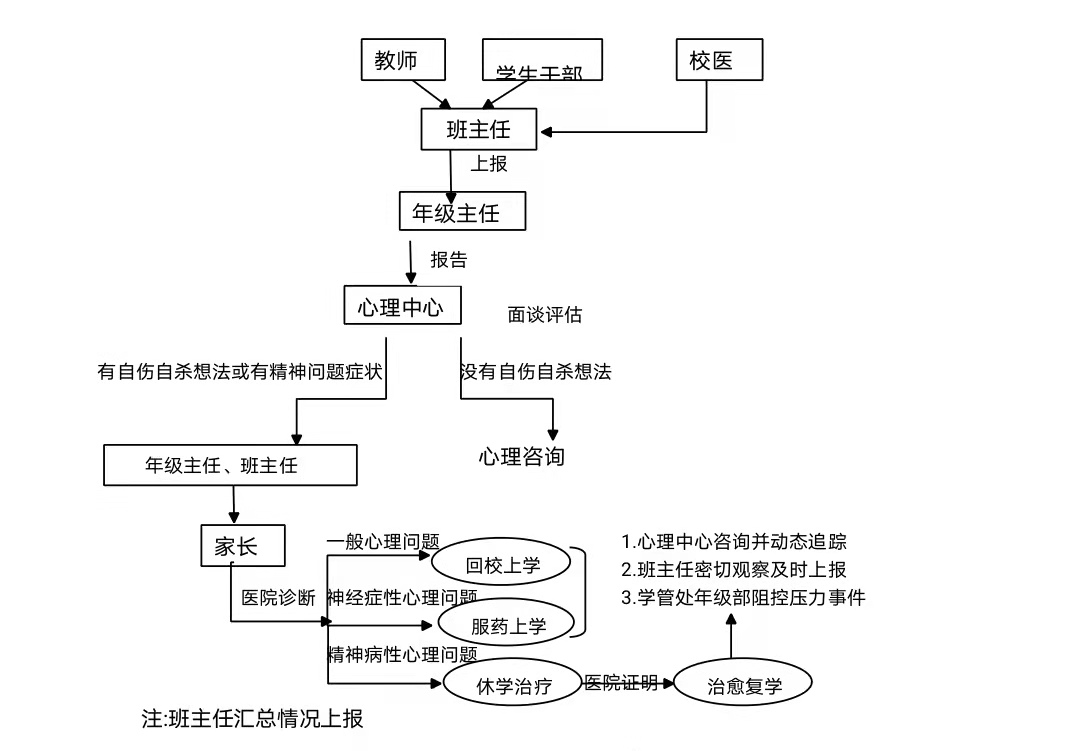 教师
学生干部
校医
班主任
上报
年级主任
报告
心理中心
面谈评估
有自伤自杀想法或有精神问题症状
没有自伤自杀想法
年级主任、班主任
心理咨询
家长
一般心理问题
回校上学
1.心理中心咨询并动态追踪
2.班主任密切观察及时上报
3.学管处年级部阻控压力事件
医院诊断
神经症性心理问题
服药上学
精神病性心理问题
休学治疗
医院证明
治愈复学
注:班主任汇总情况上报